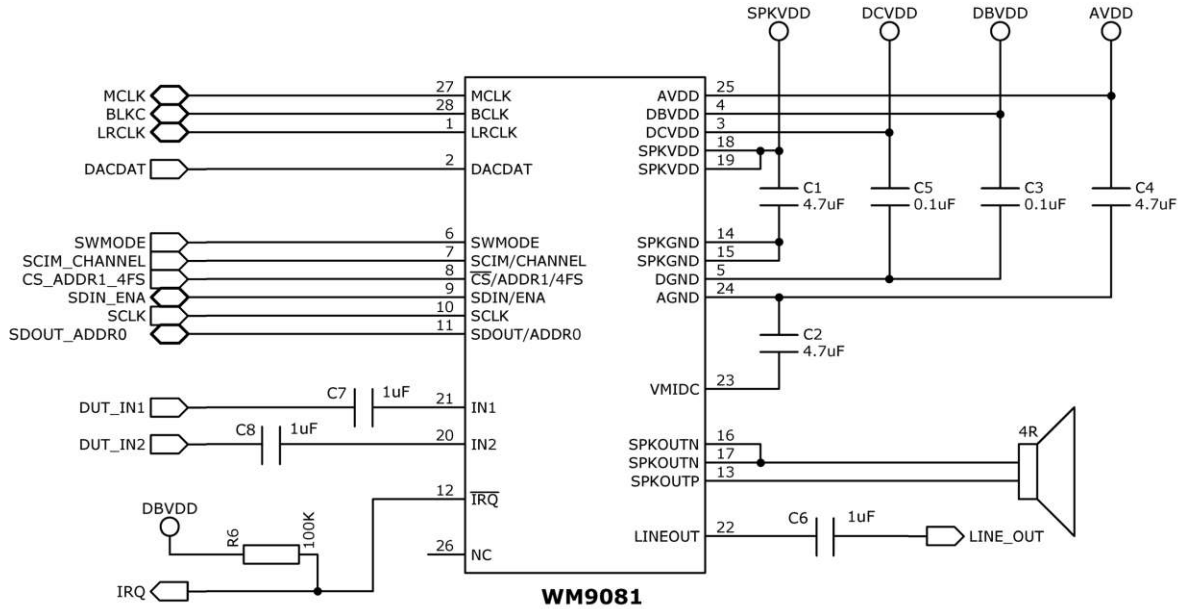 SPKVDD DCVDD DBVDD AVDD
MCLK 27 MCLK AVDD 25
BLKC 28 BCLK DBVDD 4
LRCLK 1 LRCLK DCVDD 3
SPKVDD 18
DACDAT 2 DACDAT SPKVDD 19
C1 C5 C3 C4
4.7uF 0.1uF 0.1uF 4.7uF
SWMODE 6 SWMODE SPKGND 14
SCIM_CHANNEL 7 SCIM/CHANNEL SPKGND 15
CS_ADDR1_4FS 8 CS/ADDR1/4FS DGND 5
SDIN_ENA 9 SDIN/ENA AGND 24
SCLK 10 SCLK
SDOUT_ADDR0 11 SDOUT/ADDR0
C2
4.7uF
VMIDC 23
C7 1uF
DUT_IN1 21 IN1
C8 1uF
DUT_IN2 20 IN2
SPKOUTN 16
SPKOUTN 17 4R
SPKOUTP 13
12 IRQ
DBVDD
R6 100K
C6 1uF
LINEOUT 22 LINE_OUT
26 NC
IRQ
WM9081